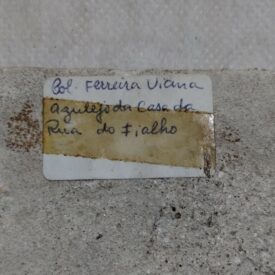 Col. Ferreira Viana
Azulejo da Casa da
Rua do Fialho